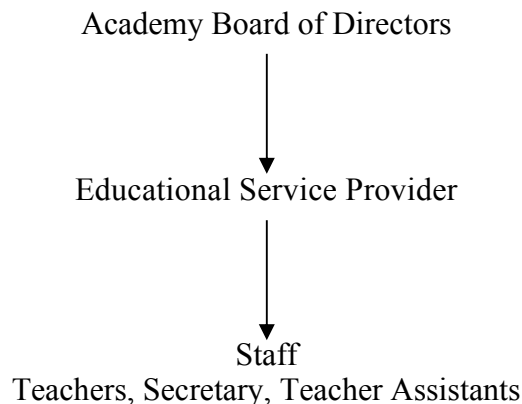 Academy Board of Directors
Educational Service Provider
Staff
Teachers, Secretary, Teacher Assistants